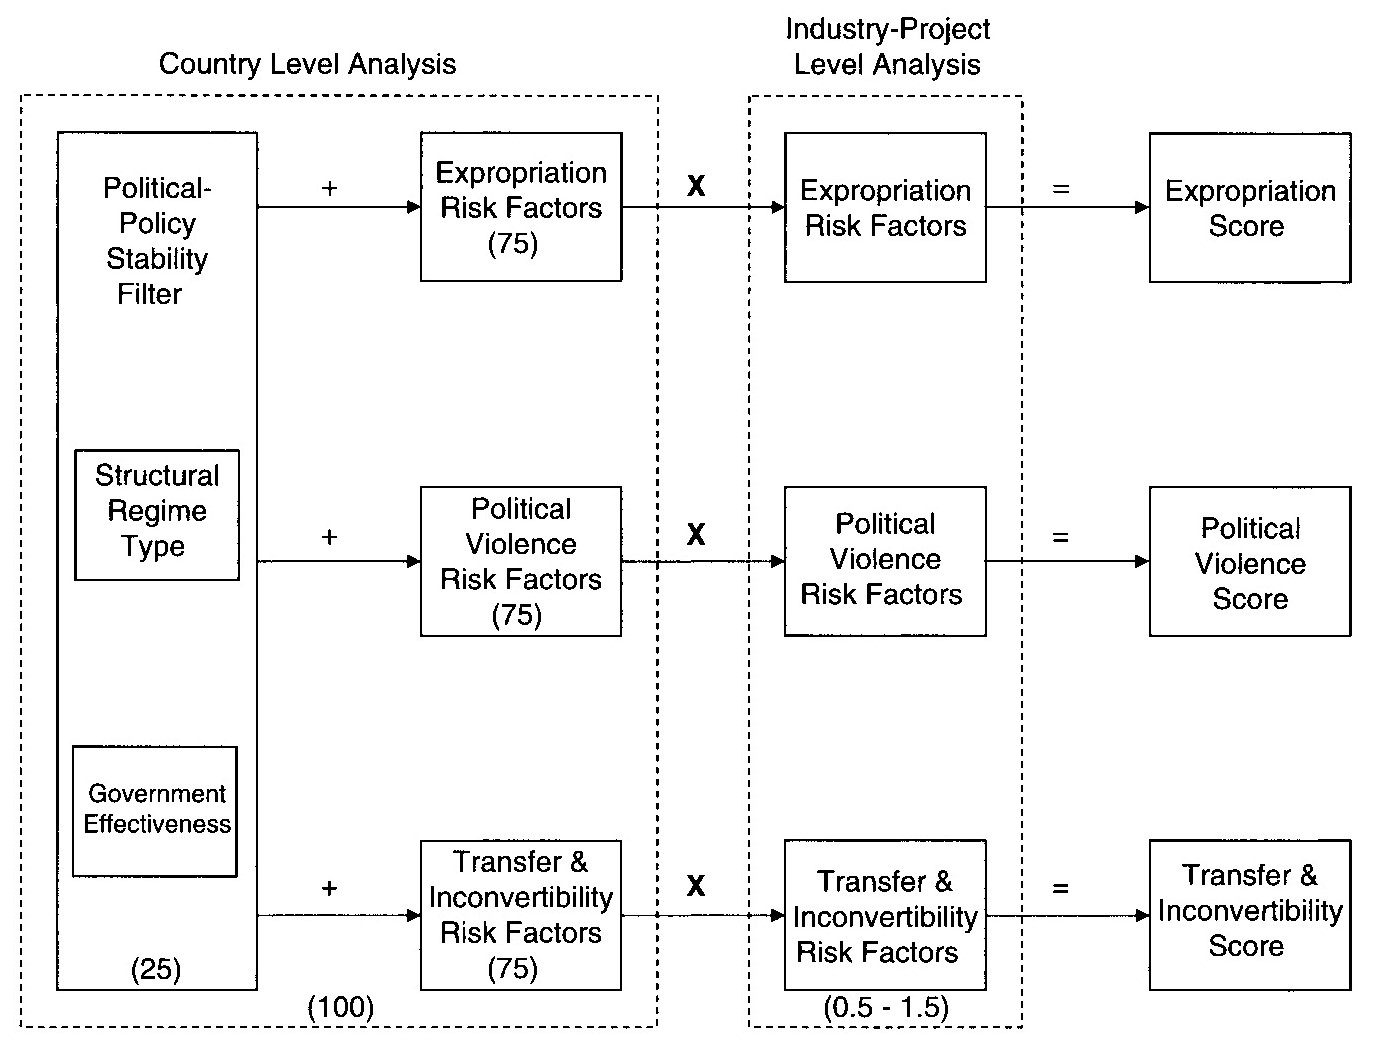 Country Level Analysis
Industry-Project
Level Analysis
Political-
Policy
Stability
Filter
Structural
Regime
Type
Government
Effectiveness
(25)
+
Expropriation
Risk Factors
(75)
X
Expropriation
Risk Factors
=
Expropriation
Score
+
Political
Violence
Risk Factors
(75)
X
Political
Violence
Risk Factors
=
Political
Violence
Score
+
Transfer &
Inconvertibility
Risk Factors
(75)
X
Transfer &
Inconvertibility
Risk Factors
=
Transfer &
Inconvertibility
Score
(100)
(0.5 - 1.5)